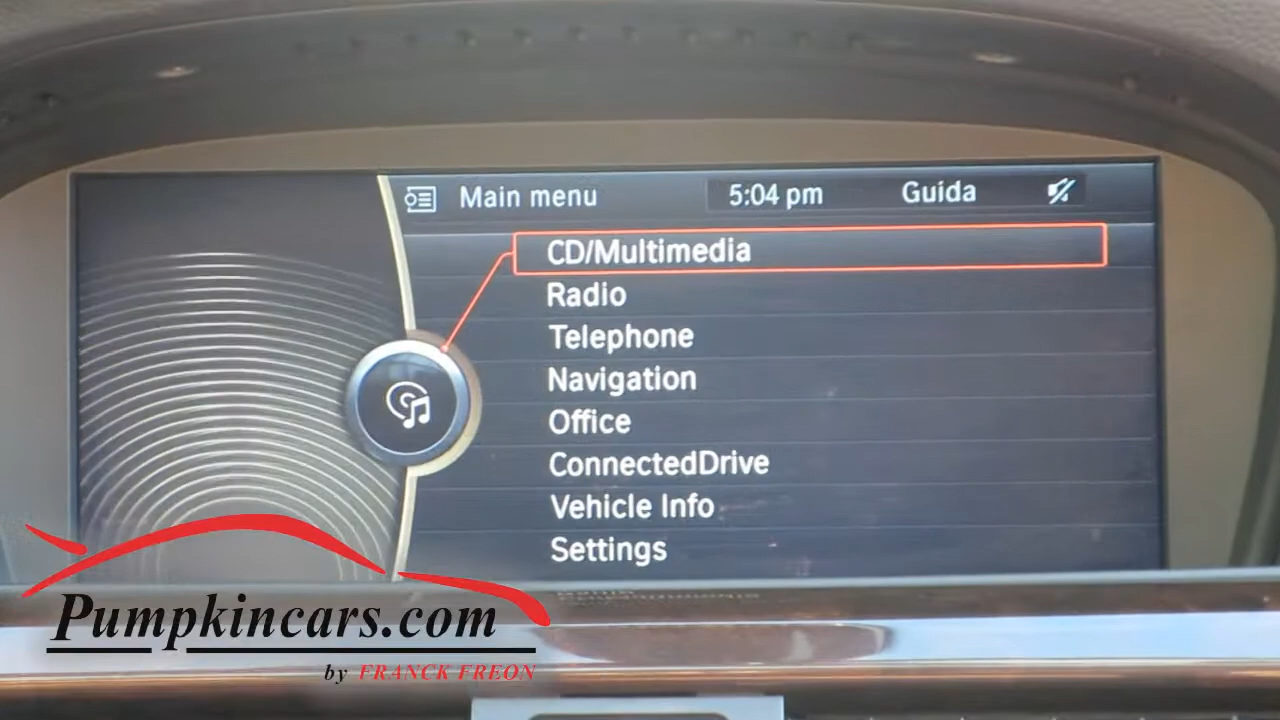 Main menu 5:04 pm Guida
CD/Multimedia
Radio
Telephone
Navigation
Office
ConnectedDrive
Vehicle Info
Settings
Pumpkincars.com
by FRANCK FREON